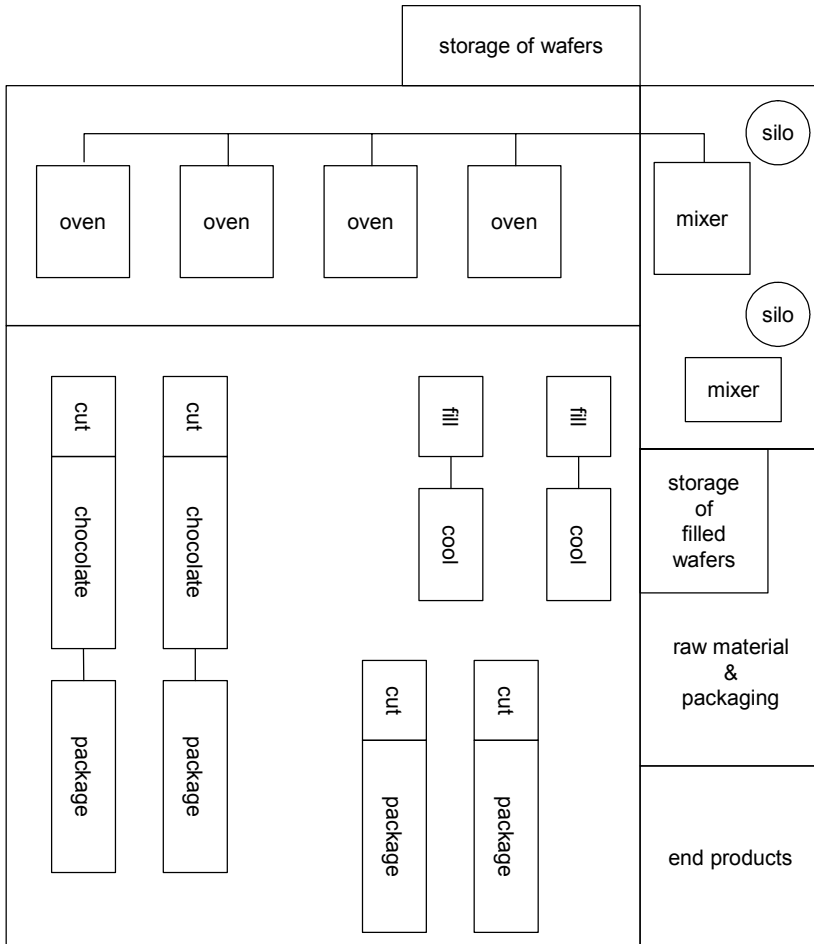 storage of wafers
silo
oven
oven
oven
oven
mixer
silo
mixer
cut
cut
fill
fill
chocolate
chocolate
cool
cool
storage
of
filled
wafers
raw material
&
packaging
cut
cut
package
package
package
package
end products